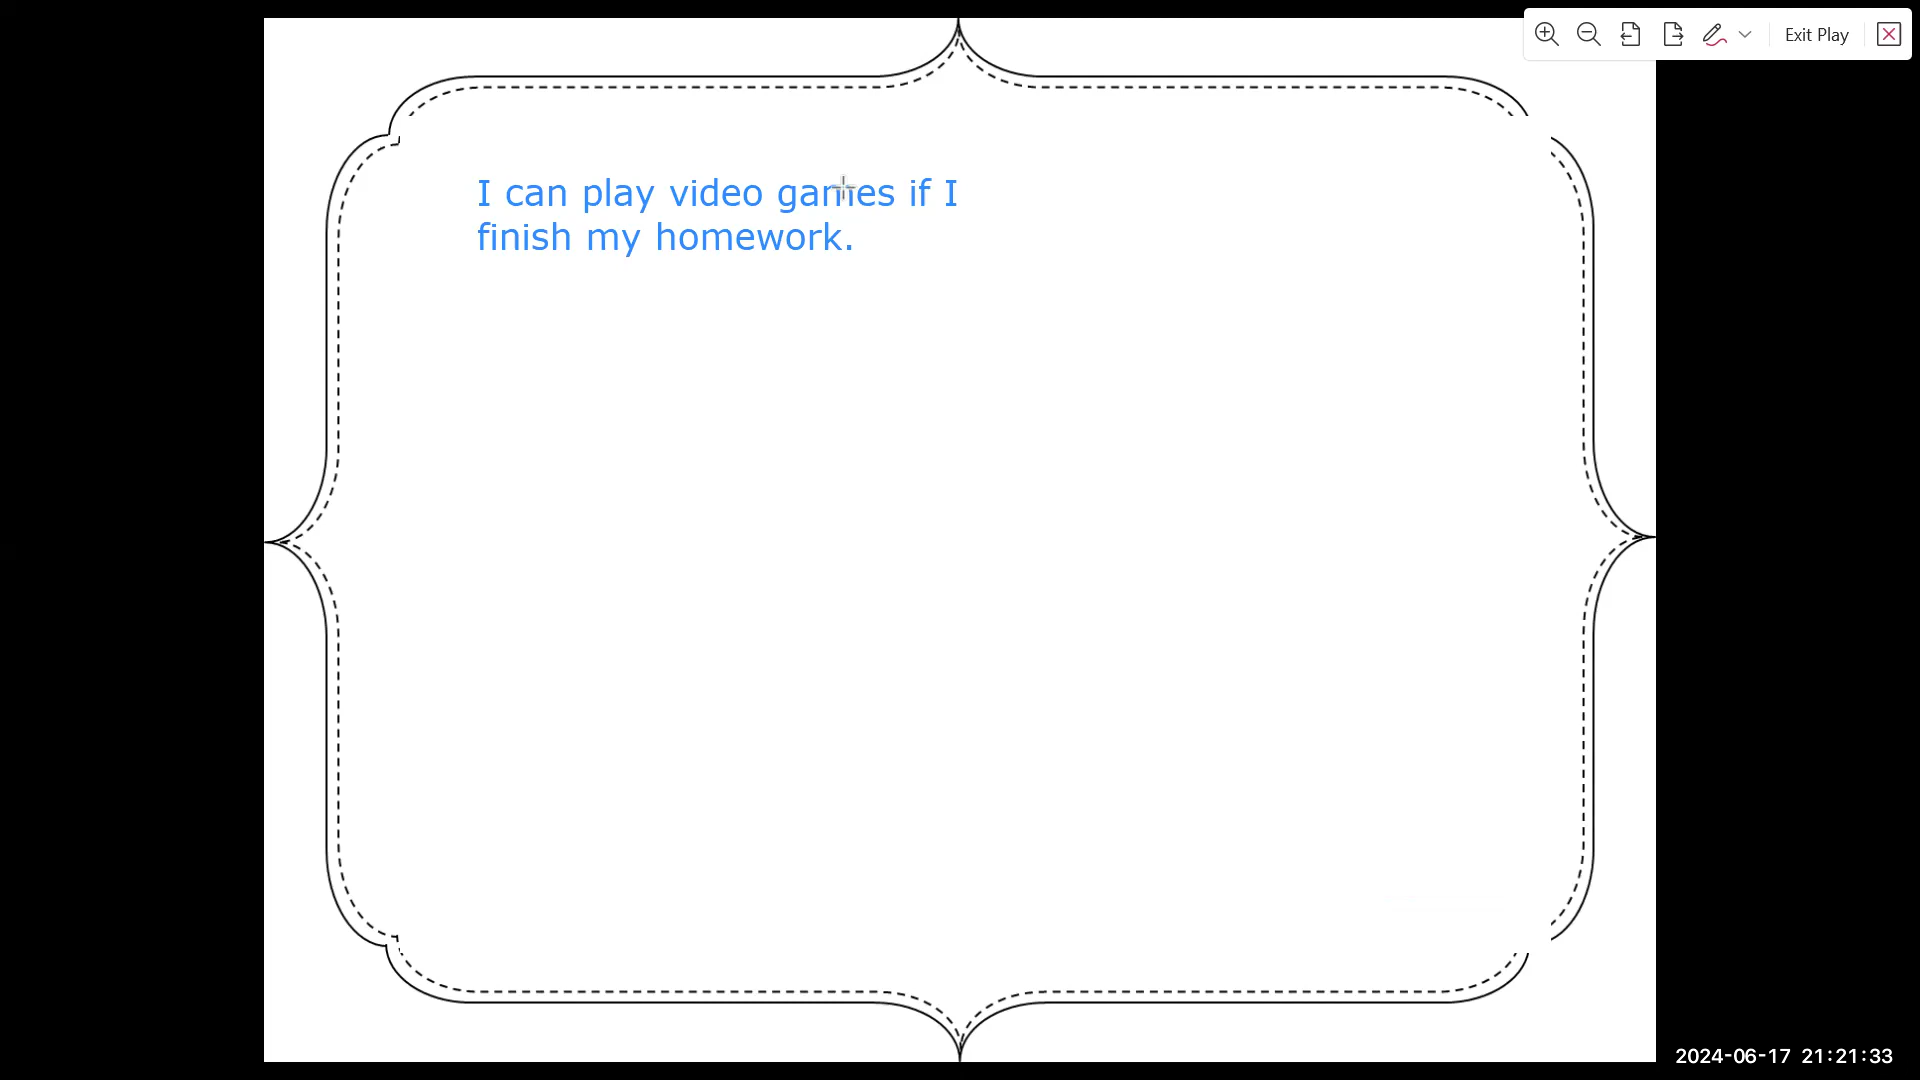 Exit Play
I can play video games if I
finish my homework.
2024-06-17 21:21:33